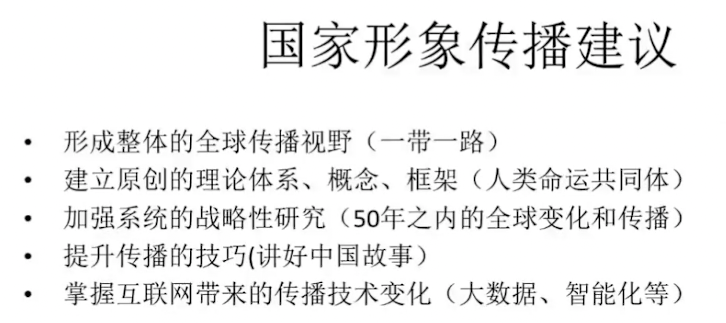 国家形象传播建议
• 形成整体的全球传播视野（一带一路）
• 建立原创的理论体系、概念、框架（人类命运共同体）
• 加强系统的战略性研究（50年之内的全球变化和传播）
• 提升传播的技巧(讲好中国故事）
• 掌握互联网带来的传播技术变化（大数据、智能化等）